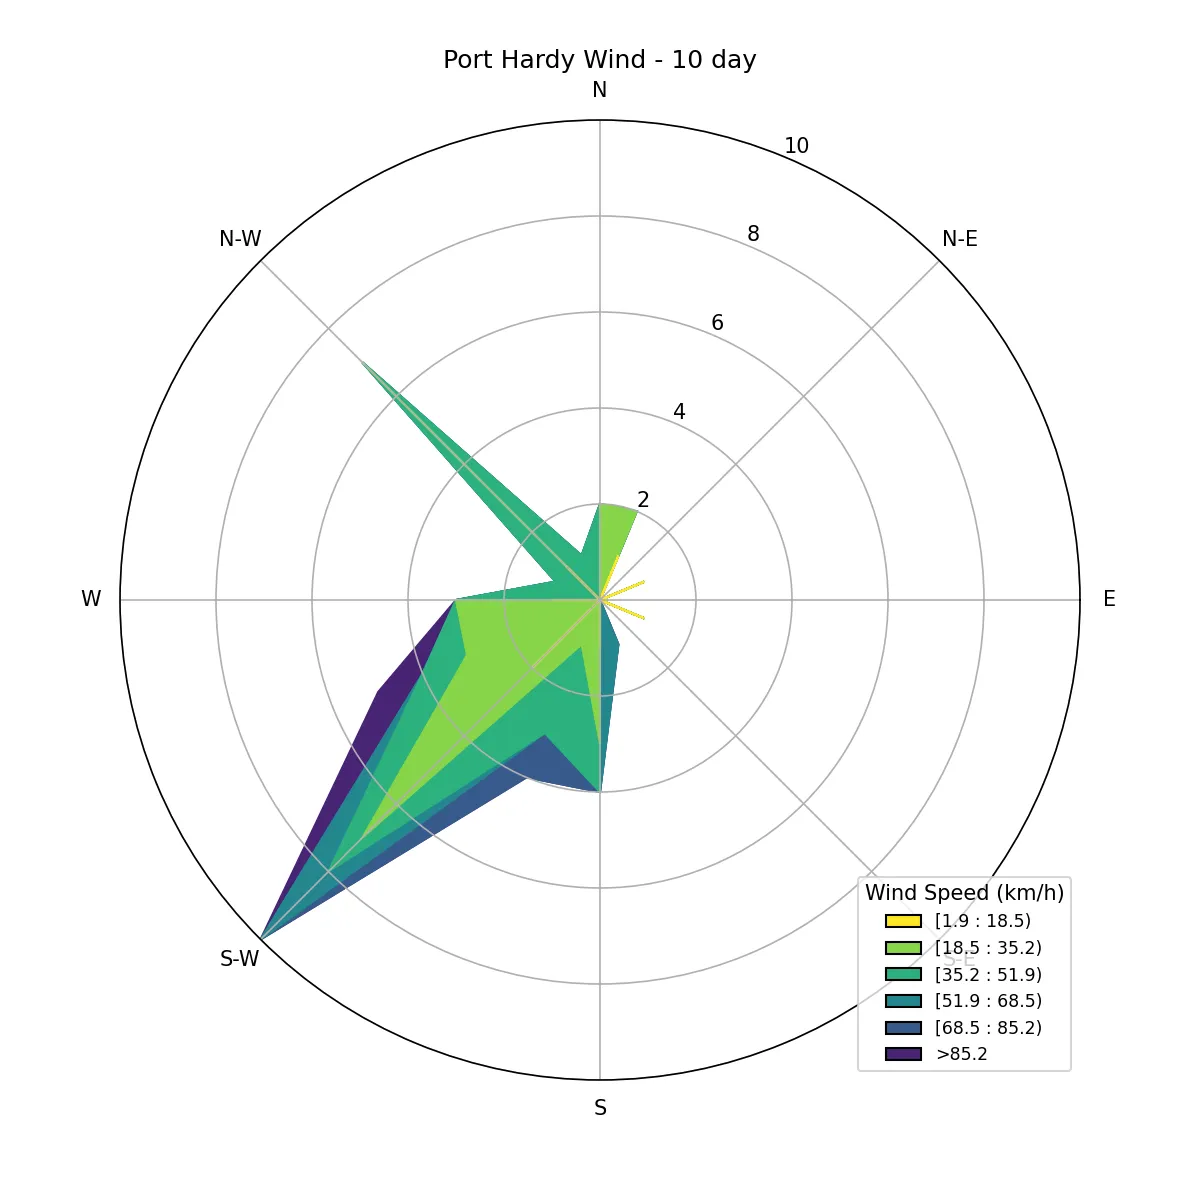 Port Hardy Wind - 10 day
N
10
N-W
N-E
8
6
4
2
W
E
S-W
S-E
S
Wind Speed (km/h)
[1.9 : 18.5)
[18.5 : 35.2)
[35.2 : 51.9)
[51.9 : 68.5)
[68.5 : 85.2)
>85.2